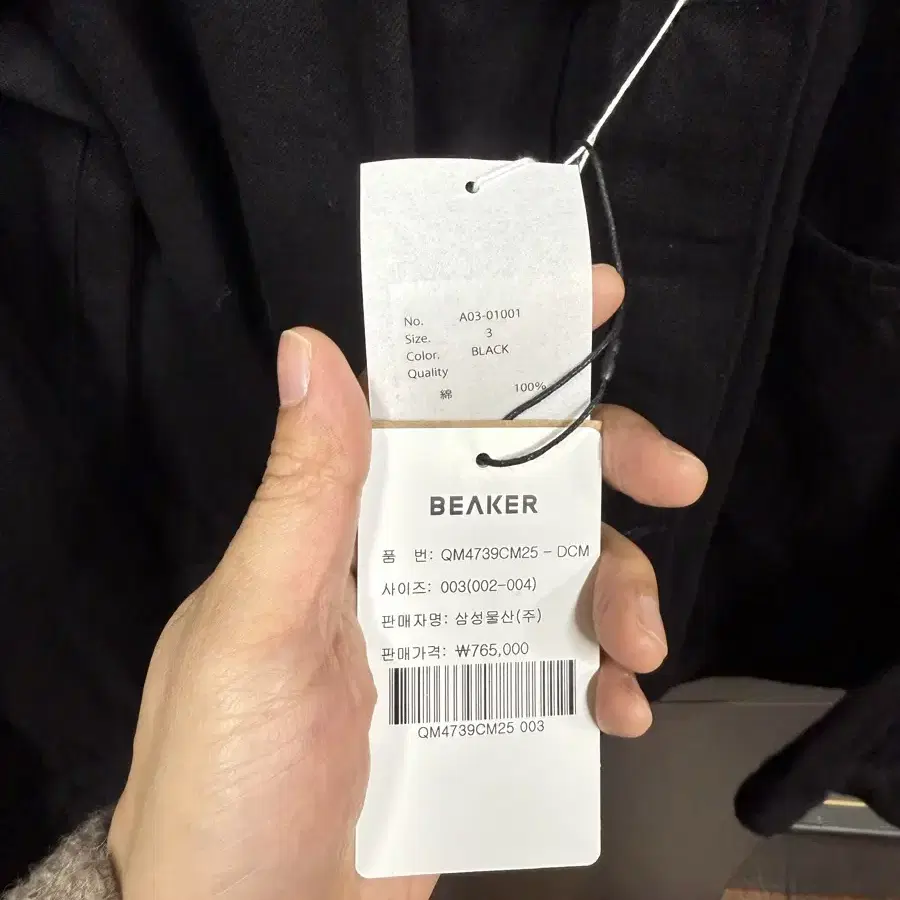 No. A03-01001
Size. 3
Color. BLACK
Quality
綿 100%
BEAKER
품 번: QM4739CM25 - DCM
사이즈: 003(002-004)
판매자명: 삼성물산(주)
판매가격: ₩765,000
QM4739CM25 003